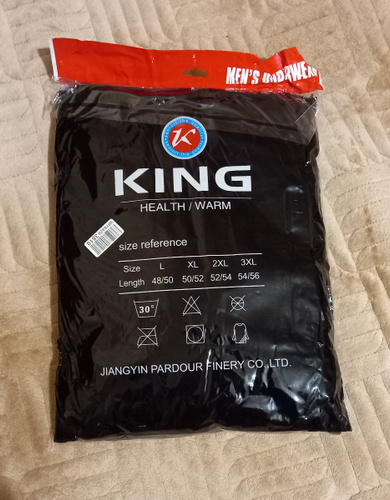 MEN'S UNDERWEAR
K
KING
HEALTH / WARM
size reference
Size L XL 2XL 3XL
Length 48/50 50/52 52/54 54/56
30°
JIANGYIN PARDOUR FINERY CO.,LTD.